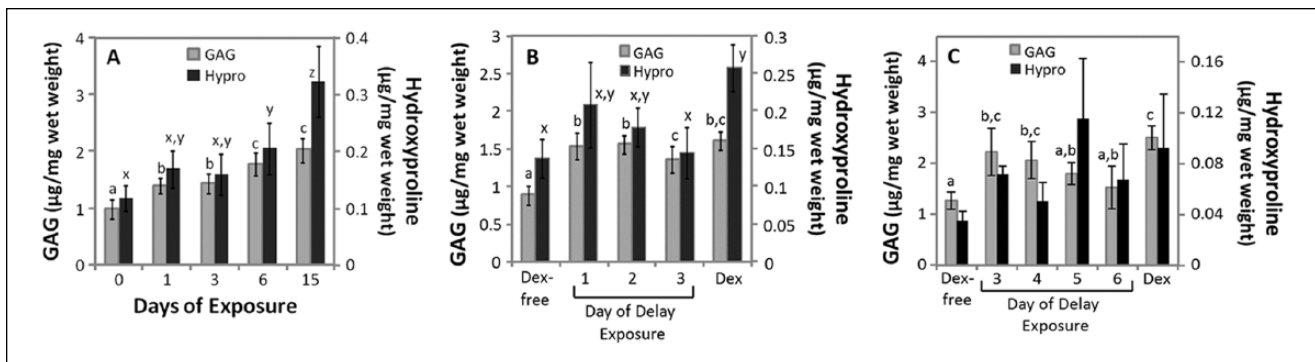 A
GAG
Hypro
GAG (µg/mg wet weight)
4
3
2
1
0
0.4
0.3
0.2
0.1
0
Hydroxyproline
(µg/mg wet weight)
a
x
b
x,y
b
x,y
c
y
c
z
0
1
3
6
15
Days of Exposure
B
GAG
Hypro
GAG (µg/mg wet weight)
3
2.5
2
1.5
1
0.5
0
0.3
0.25
0.2
0.15
0.1
0.05
0
Hydroxyproline
(µg/mg wet weight)
a
x
b
x,y
b
x,y
c
x
b,c
y
Dex-
free
1
2
3
Dex
Day of Delay
Exposure
C
GAG
Hypro
GAG (µg/mg wet weight)
4
3
2
1
0
0.16
0.12
0.08
0.04
0
Hydroxyproline
(µg/mg wet weight)
a
b,c
b,c
a,b
a,b
c
Dex-
free
3
4
5
6
Dex
Day of Delay
Exposure